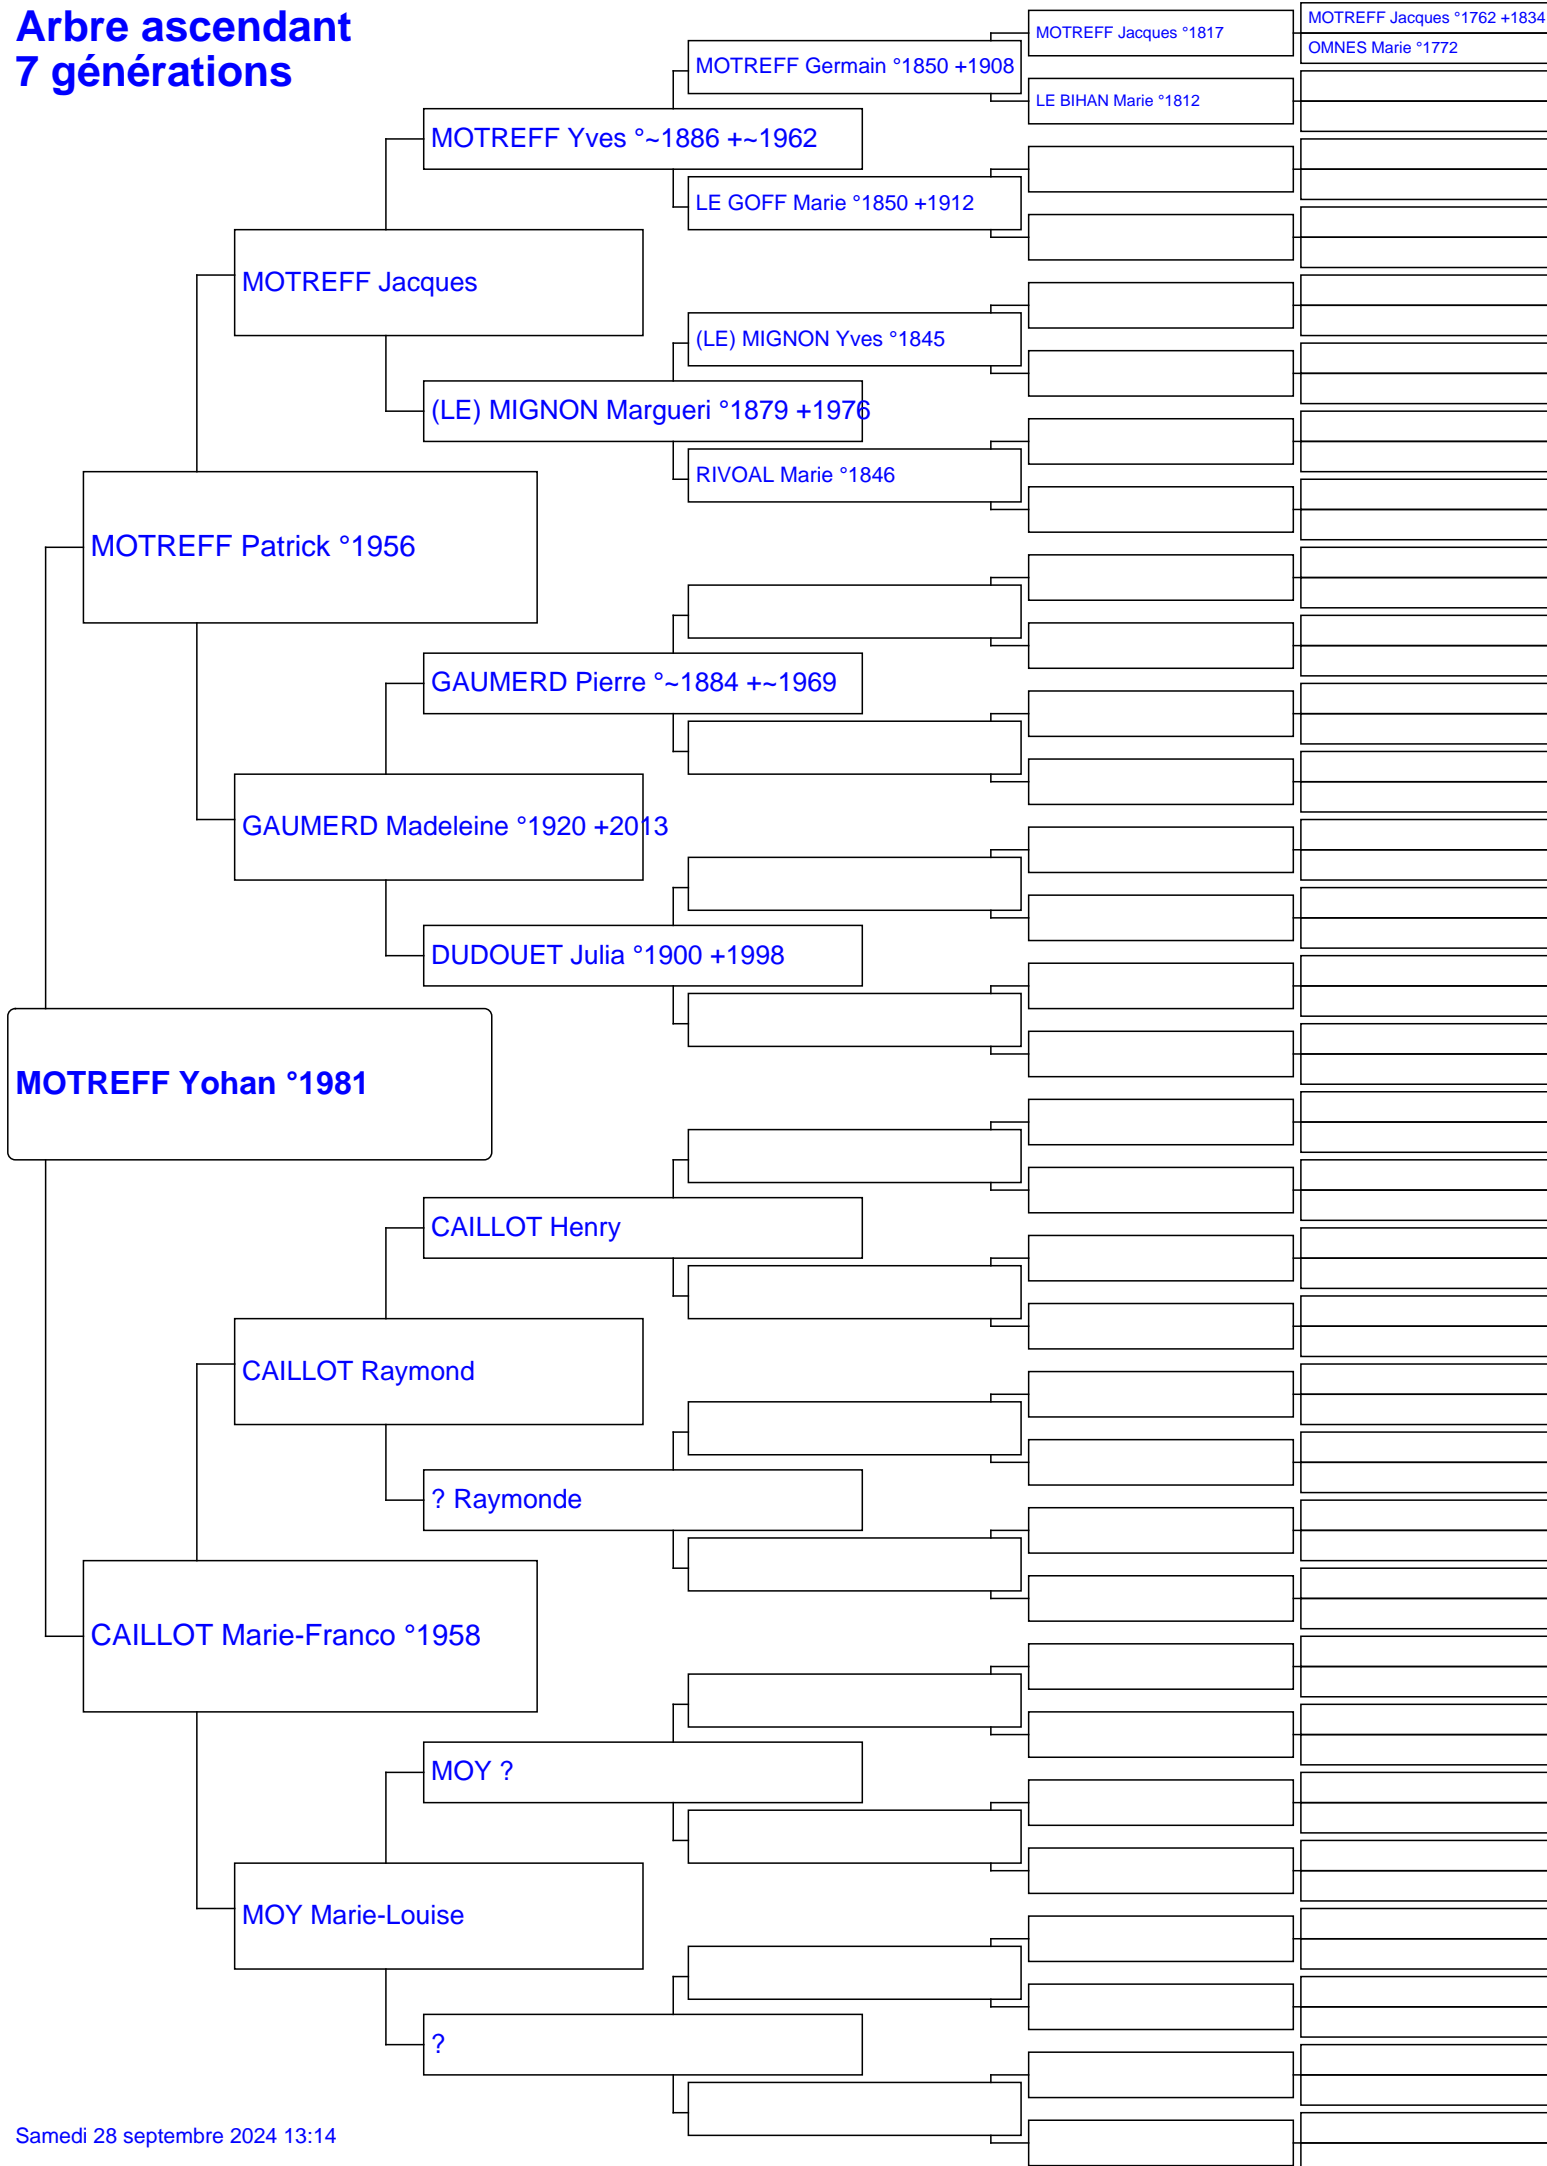 Arbre ascendant
7 générations
MOTREFF Jacques °1762 +1834
MOTREFF Jacques °1817
OMNES Marie °1772
MOTREFF Germain °1850 +1908
LE BIHAN Marie °1812
MOTREFF Yves °~1886 +~1962
LE GOFF Marie °1850 +1912
MOTREFF Jacques
(LE) MIGNON Yves °1845
(LE) MIGNON Margueri °1879 +1976
RIVOAL Marie °1846
MOTREFF Patrick °1956
GAUMERD Pierre °~1884 +~1969
GAUMERD Madeleine °1920 +2013
DUDOUET Julia °1900 +1998
MOTREFF Yohan °1981
CAILLOT Henry
CAILLOT Raymond
? Raymonde
CAILLOT Marie-Franco °1958
MOY ?
MOY Marie-Louise
?
Samedi 28 septembre 2024 13:14